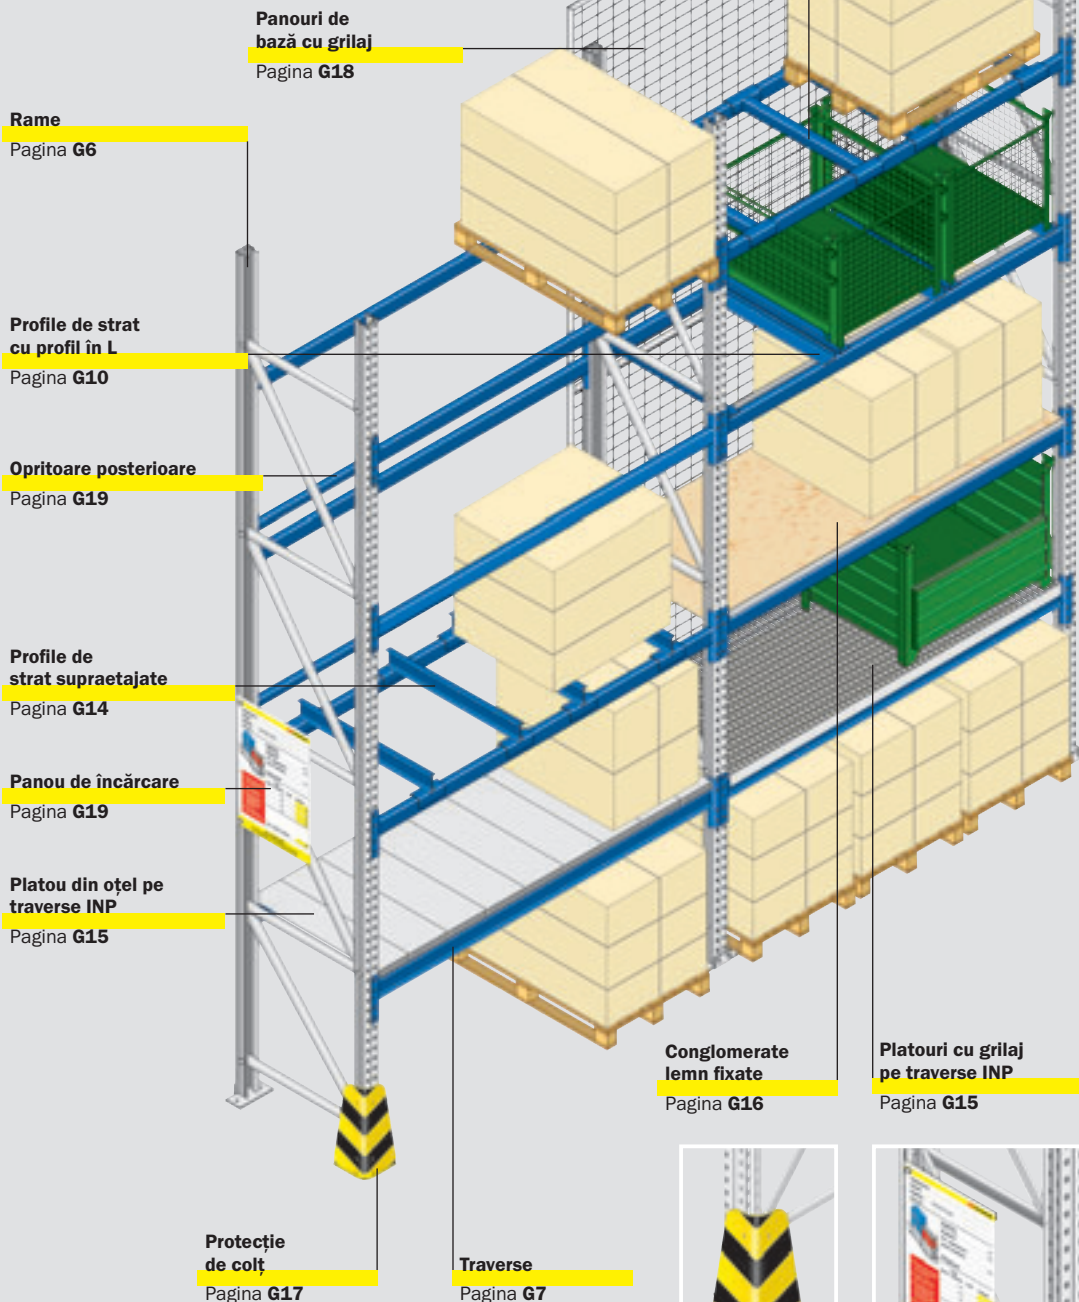 Panouri de
bază cu grilaj
Pagina G18
Rame
Pagina G6
Profile de strat
cu profil în L
Pagina G10
Opritoare posterioare
Pagina G19
Profile de
strat supraetajate
Pagina G14
Panou de încărcare
Pagina G19
Platou din oțel pe
traverse INP
Pagina G15
Conglomerate
lemn fixate
Pagina G16
Platouri cu grilaj
pe traverse INP
Pagina G15
Protecție
de colț
Pagina G17
Traverse
Pagina G7